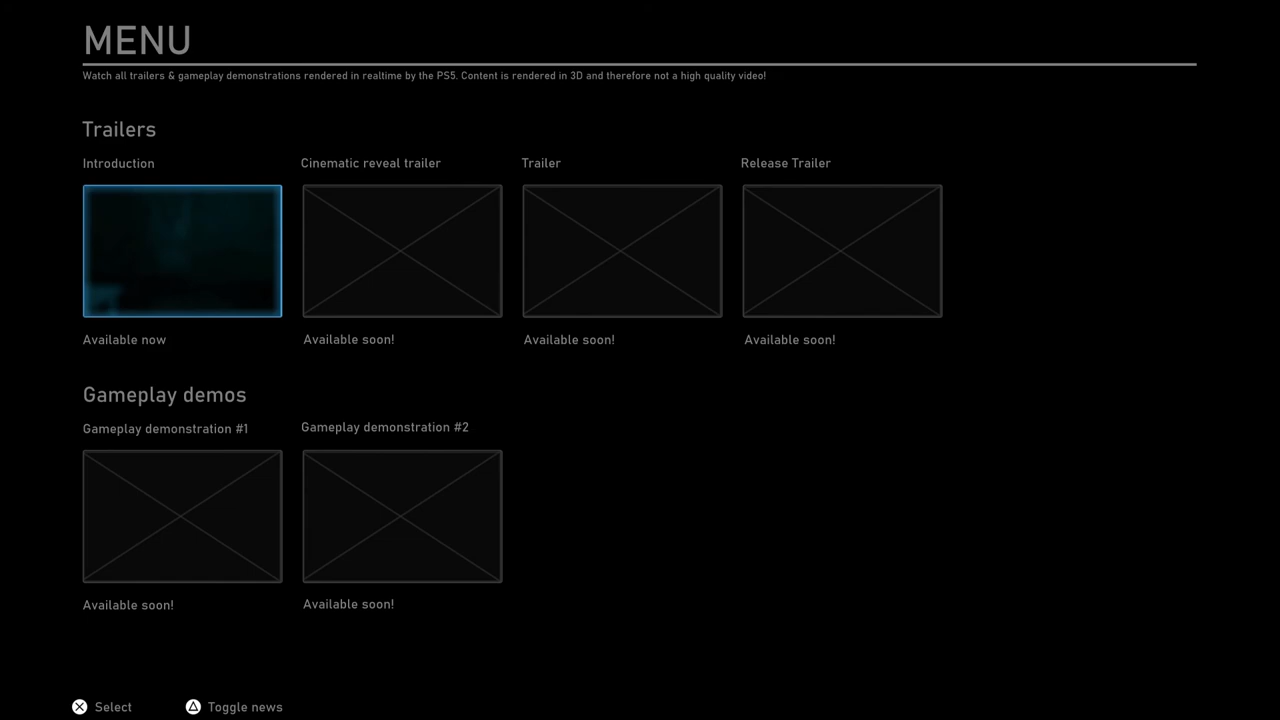 MENU
Watch all trailers & gameplay demonstrations rendered in realtime by the PS5. Content is rendered in 3D and therefore not a high quality video!
Trailers
Introduction
Cinematic reveal trailer
Trailer
Release Trailer
Available now
Available soon!
Available soon!
Available soon!
Gameplay demos
Gameplay demonstration #1
Gameplay demonstration #2
Available soon!
Available soon!
Select
Toggle news